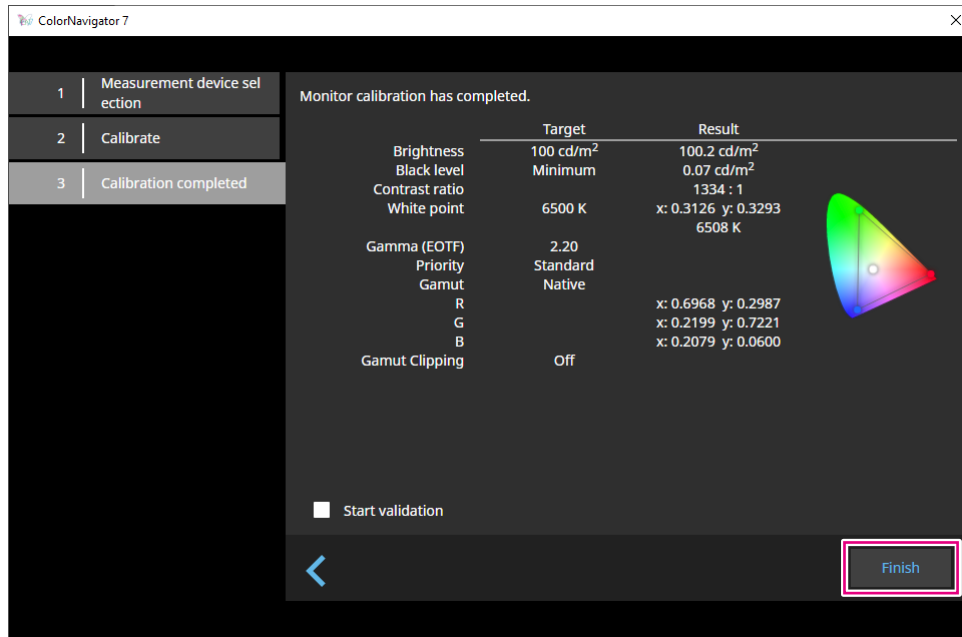 ColorNavigator 7
1 Measurement device sel
ection
2 Calibrate
3 Calibration completed
Monitor calibration has completed.
Target Result
Brightness 100 cd/m² 100.2 cd/m²
Black level Minimum 0.07 cd/m²
Contrast ratio 1334 : 1
White point 6500 K x: 0.3126 y: 0.3293
6508 K
Gamma (EOTF) 2.20
Priority Standard
Gamut Native
R x: 0.6968 y: 0.2987
G x: 0.2199 y: 0.7221
B x: 0.2079 y: 0.0600
Gamut Clipping Off
Start validation
Finish